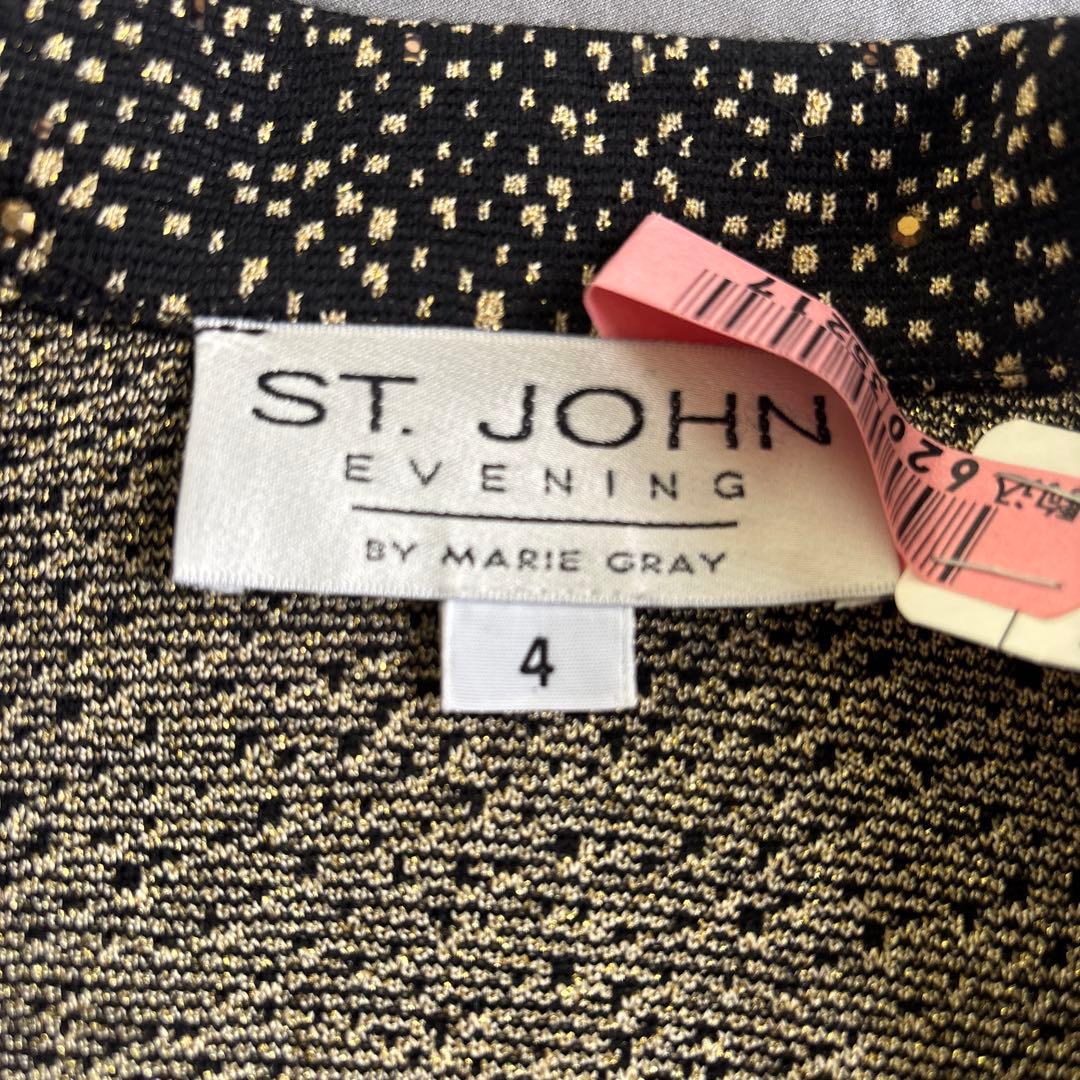 ST. JOHN
EVENING
BY MARIE GRAY
4